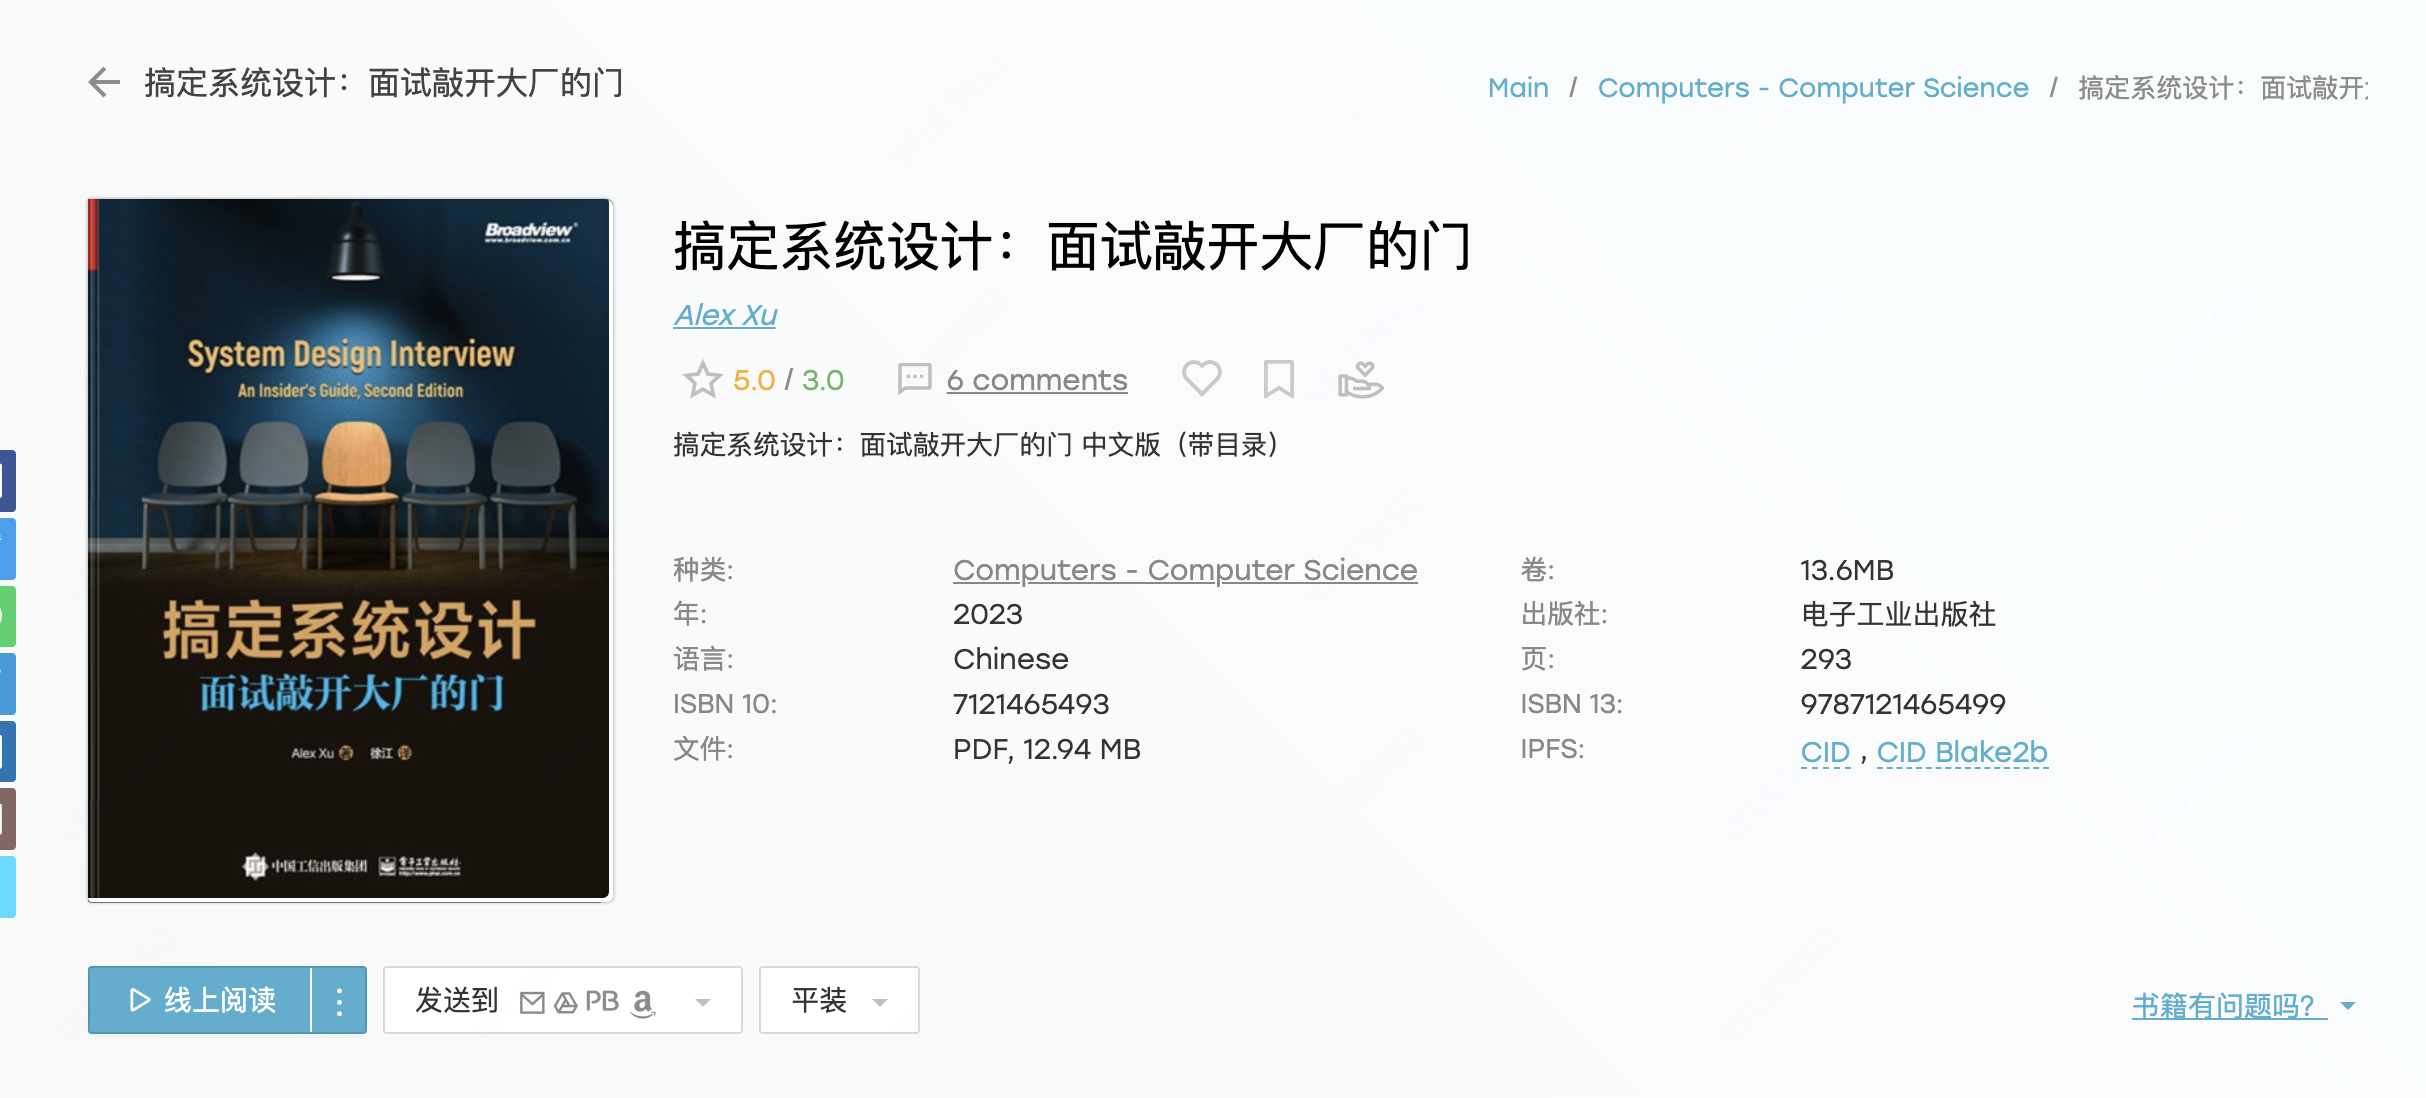 搞定系统设计：面试敲开大厂的门
Main / Computers - Computer Science / 搞定系统设计：面试敲开
Broadview
www.broadview.com.cn
System Design Interview
An Insider's Guide, Second Edition
搞定系统设计
面试敲开大厂的门
Alex Xu 著 徐江 译
中国工信出版集团 电子工业出版社
搞定系统设计：面试敲开大厂的门
Alex Xu
5.0 / 3.0 6 comments
搞定系统设计：面试敲开大厂的门 中文版（带目录）
种类: Computers - Computer Science 卷: 13.6MB
年: 2023 出版社: 电子工业出版社
语言: Chinese 页: 293
ISBN 10: 7121465493 ISBN 13: 9787121465499
文件: PDF, 12.94 MB IPFS: CID , CID Blake2b
线上阅读 发送到 PB a 平装 书籍有问题吗？